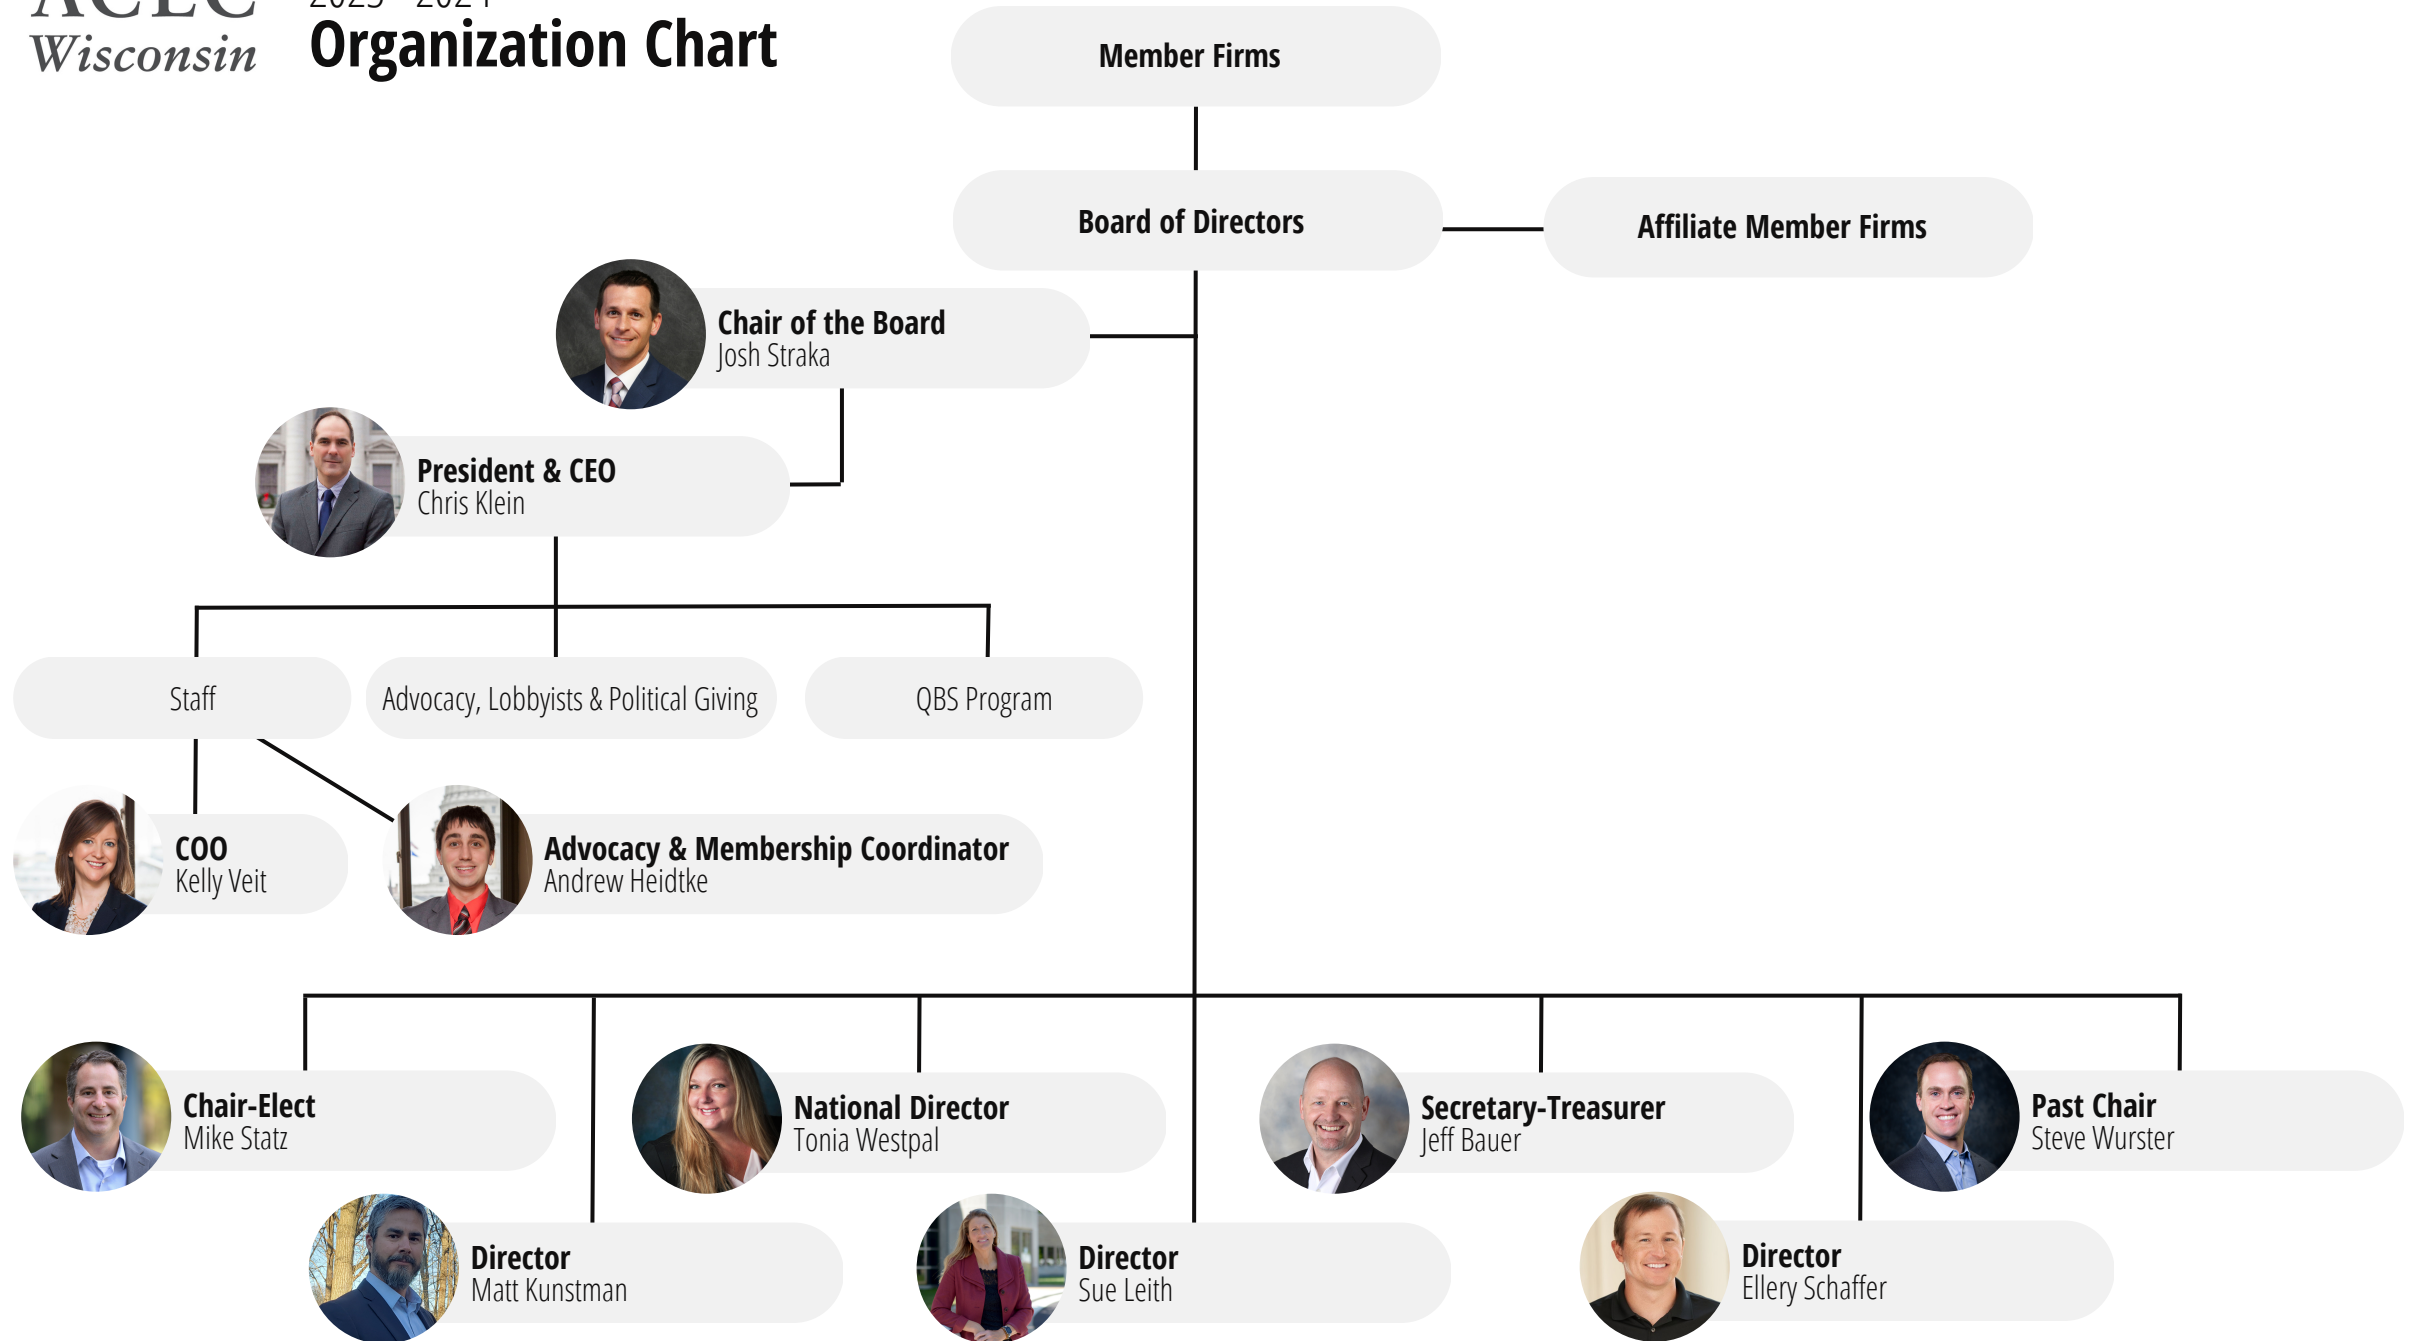 ACEC
Wisconsin
2023 - 2024
Organization Chart
Member Firms
Board of Directors
Affiliate Member Firms
Chair of the Board
Josh Straka
President & CEO
Chris Klein
Staff
Advocacy, Lobbyists & Political Giving
QBS Program
COO
Kelly Veit
Advocacy & Membership Coordinator
Andrew Heidtke
Chair-Elect
Mike Statz
National Director
Tonia Westpal
Secretary-Treasurer
Jeff Bauer
Past Chair
Steve Wurster
Director
Matt Kunstman
Director
Sue Leith
Director
Ellery Schaffer